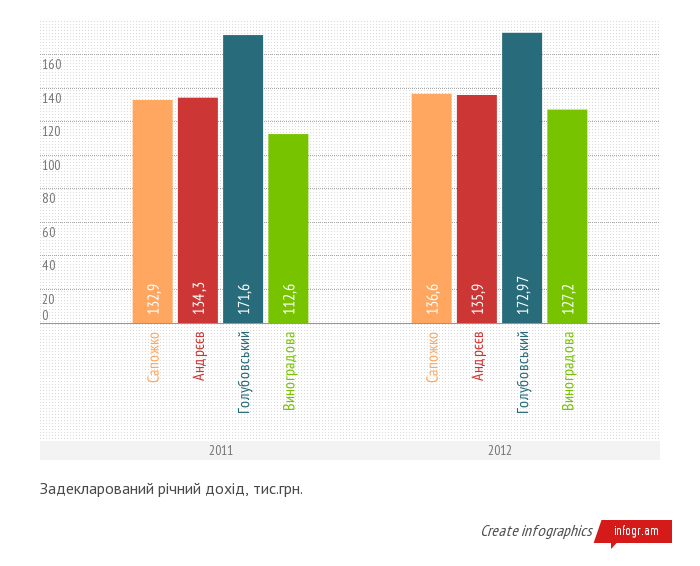 160
140
120
100
80
60
40
20
0
132,9
134,3
171,6
112,6
136,6
135,9
172,97
127,2
Сапожко
Андрєєв
Голубовський
Виноградова
Сапожко
Андрєєв
Голубовський
Виноградова
2011
2012
Задекларований річний дохід, тис.грн.
Create infographics
infogr.am